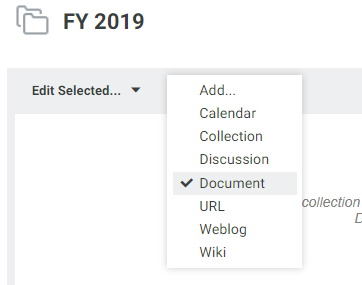 FY 2019
Edit Selected...
Add...
Calendar
Collection
Discussion
Document
URL
Weblog
Wiki
collection
D